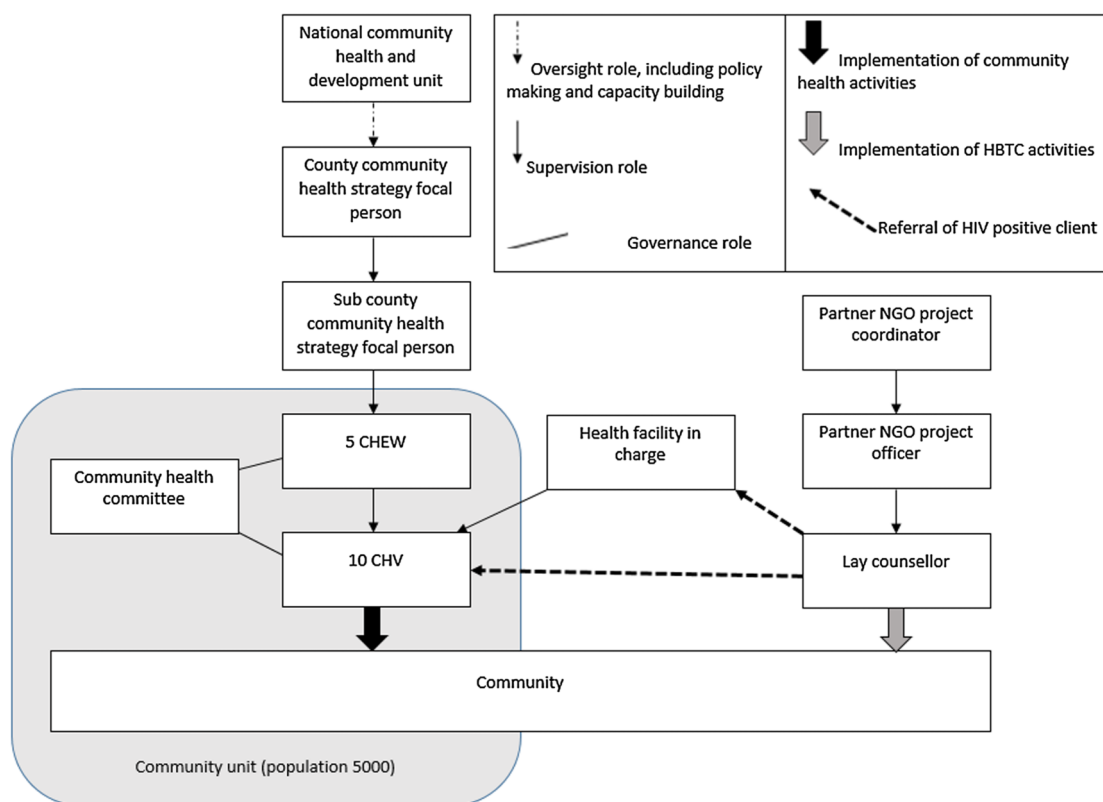 National community
health and
development unit
Oversight role, including policy
making and capacity building
Supervision role
Governance role
Implementation of community
health activities
Implementation of HBTC activities
Referral of HIV positive client
County community
health strategy focal
person
Sub county
community health
strategy focal person
Partner NGO project
coordinator
5 CHEW
Health facility in
charge
Partner NGO project
officer
Community health
committee
10 CHV
Lay counsellor
Community
Community unit (population 5000)